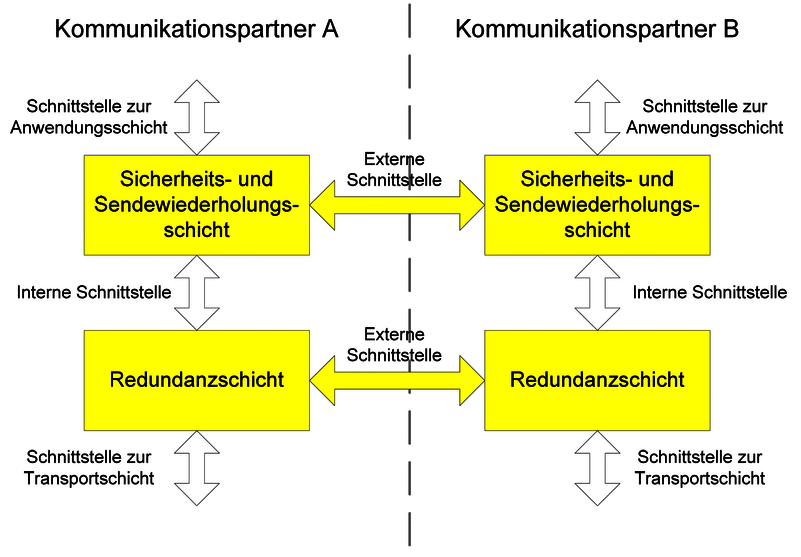 Kommunikationspartner A
Kommunikationspartner B
Schnittstelle zur
Anwendungsschicht
Schnittstelle zur
Anwendungsschicht
Externe
Schnittstelle
Sicherheits- und
Sendewiederholungs-
schicht
Sicherheits- und
Sendewiederholungs-
schicht
Interne Schnittstelle
Interne Schnittstelle
Externe
Schnittstelle
Redundanzschicht
Redundanzschicht
Schnittstelle zur
Transportschicht
Schnittstelle zur
Transportschicht